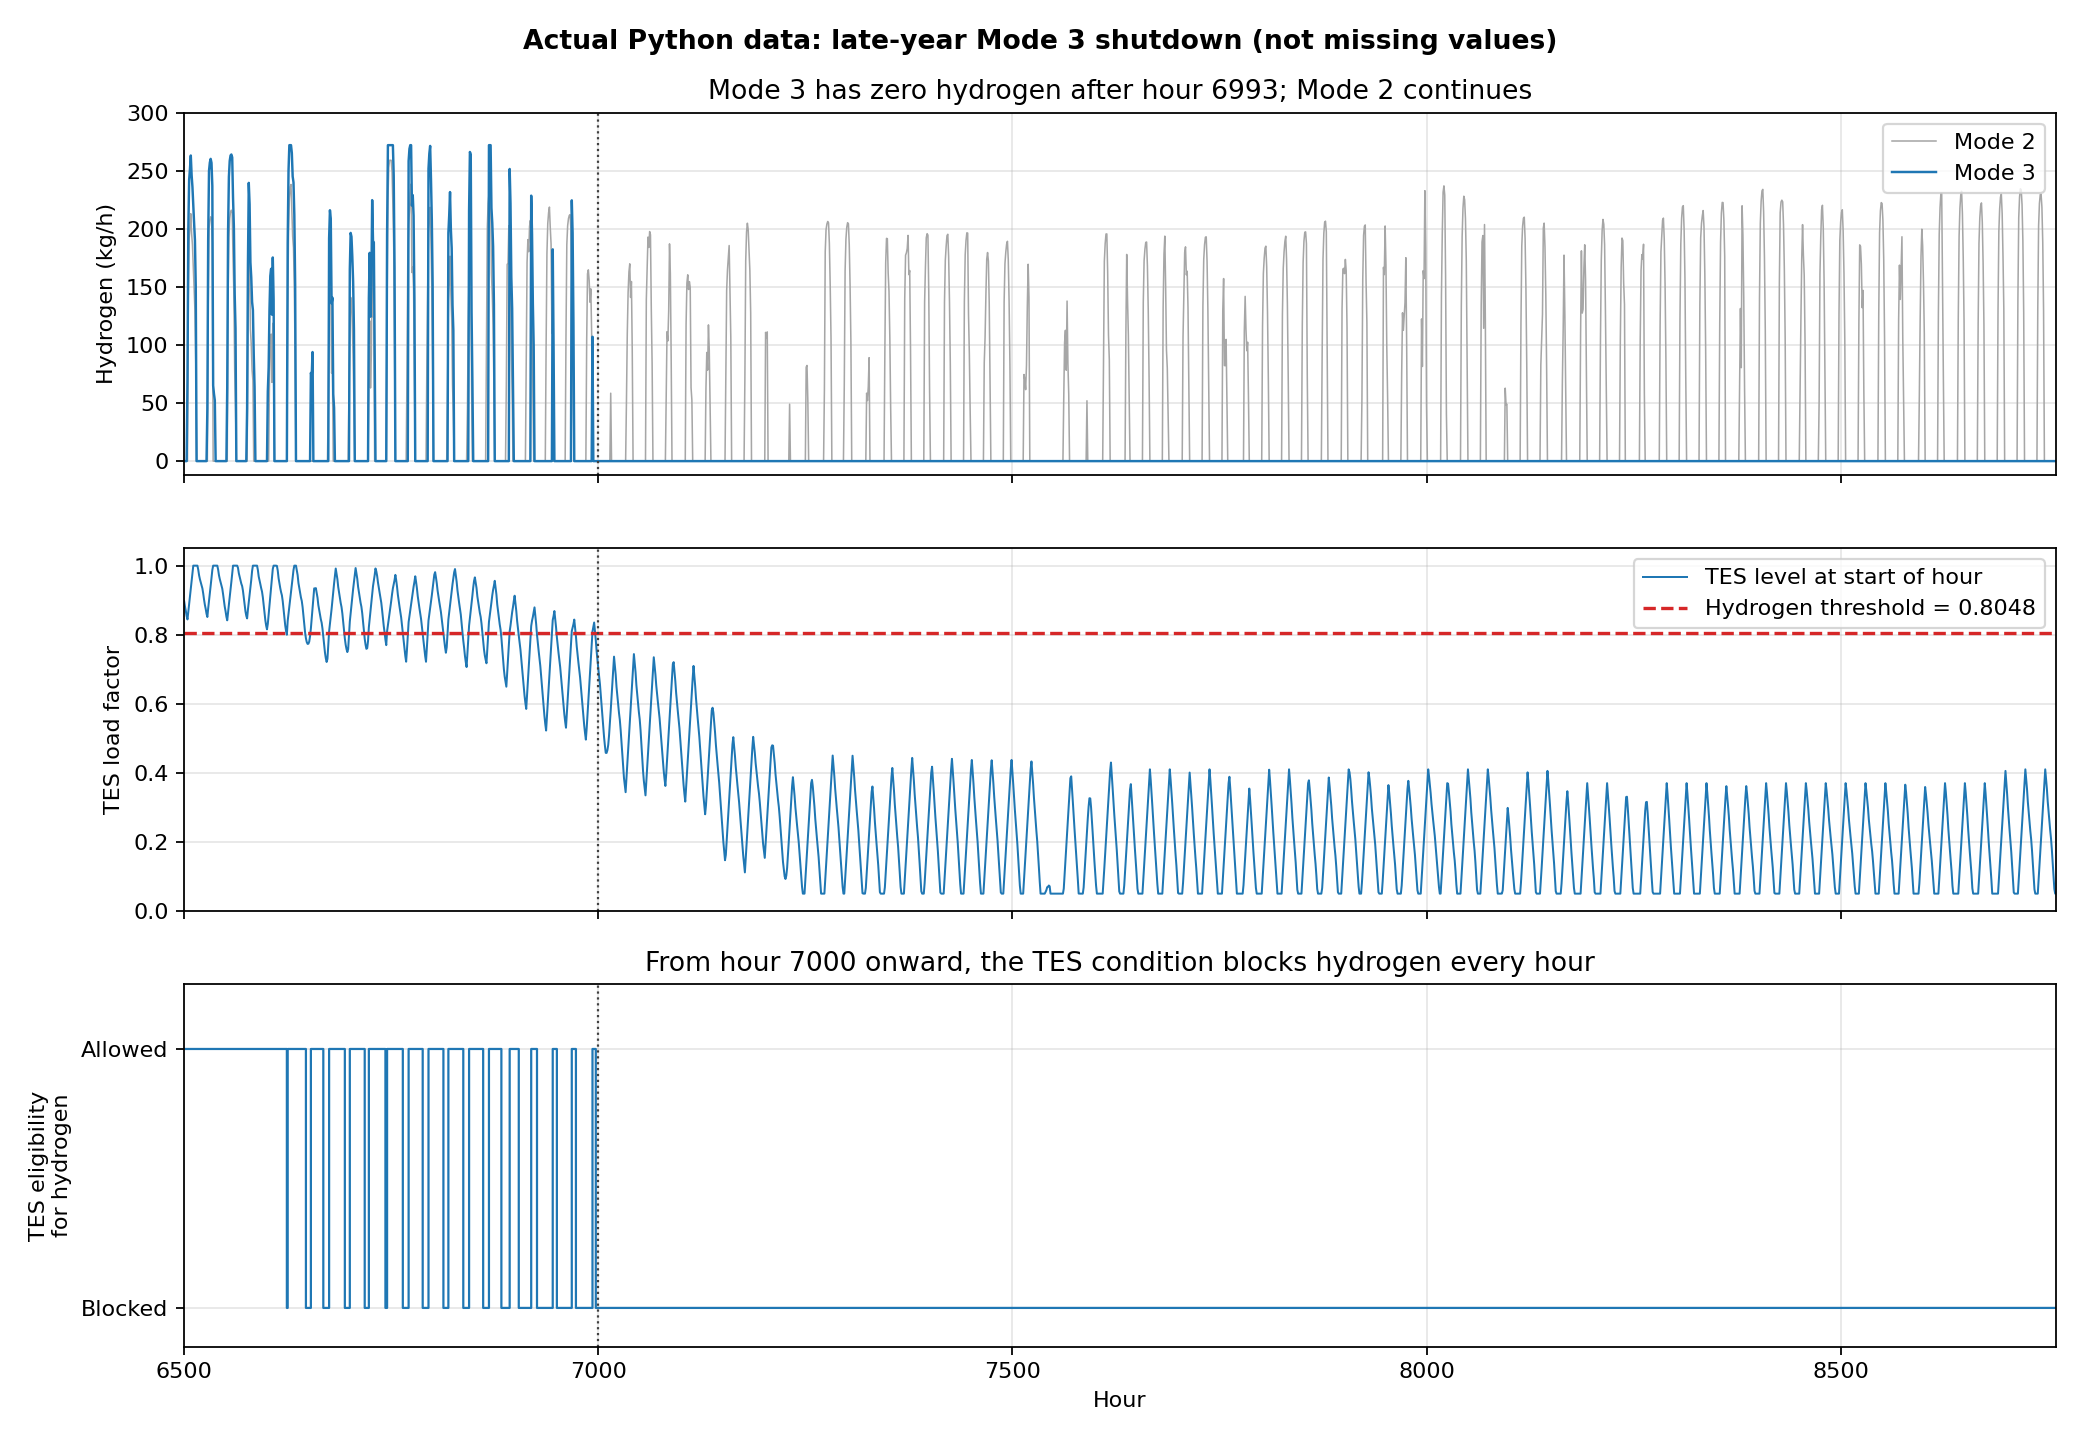 Actual Python data: late-year Mode 3 shutdown (not missing values)
Mode 3 has zero hydrogen after hour 6993; Mode 2 continues
Hydrogen (kg/h)
300
250
200
150
100
50
0
Mode 2
Mode 3
TES load factor
1.0
0.8
0.6
0.4
0.2
0.0
TES level at start of hour
Hydrogen threshold = 0.8048
From hour 7000 onward, the TES condition blocks hydrogen every hour
TES eligibility
for hydrogen
Allowed
Blocked
6500
7000
7500
8000
8500
Hour